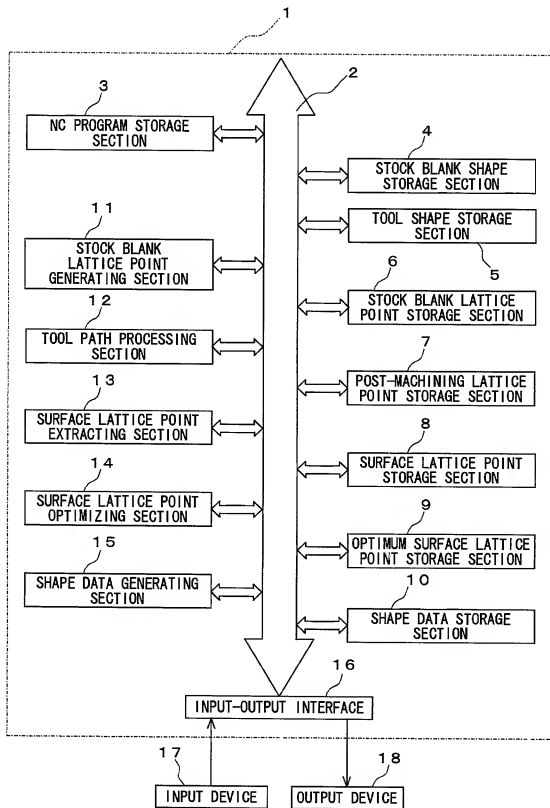 1
2
3
NC PROGRAM STORAGE
SECTION
4
STOCK BLANK SHAPE
STORAGE SECTION
TOOL SHAPE STORAGE
SECTION
5
11
STOCK BLANK
LATTICE POINT
GENERATING SECTION
6
STOCK BLANK LATTICE
POINT STORAGE SECTION
12
TOOL PATH PROCESSING
SECTION
7
POST-MACHINING LATTICE
POINT STORAGE SECTION
13
SURFACE LATTICE POINT
EXTRACTING SECTION
8
SURFACE LATTICE POINT
STORAGE SECTION
14
SURFACE LATTICE POINT
OPTIMIZING SECTION
9
OPTIMUM SURFACE LATTICE
POINT STORAGE SECTION
15
SHAPE DATA GENERATING
SECTION
10
SHAPE DATA STORAGE
SECTION
16
INPUT-OUTPUT INTERFACE
17
INPUT DEVICE
18
OUTPUT DEVICE